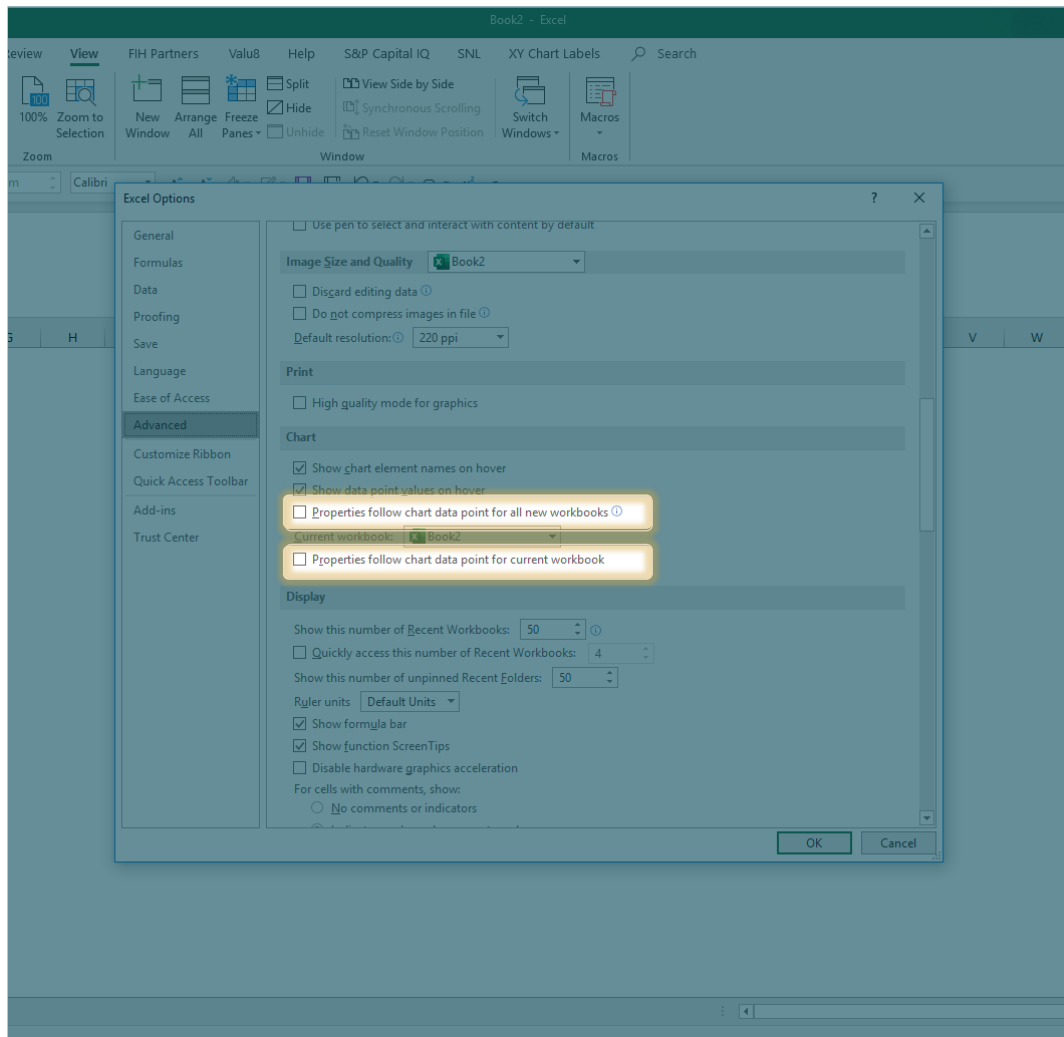 Book2 - Excel
Review View FIH Partners Valu8 Help S&P Capital IQ SNL XY Chart Labels Search
100
Split View Side by Side
Hide Synchronous Scrolling
100% Zoom to New Arrange Freeze Switch Macros
Selection Window All Panes Unhide Reset Window Position Windows
Zoom Window Macros
m Calibri
Excel Options ? ✕
General
Formulas
Data
Proofing
Save
Language
Ease of Access
Advanced
Customize Ribbon
Quick Access Toolbar
Add-ins
Trust Center
Use pen to select and interact with content by default
Image Size and Quality Book2
Discard editing data
Do not compress images in file
Default resolution: 220 ppi
Print
High quality mode for graphics
Chart
Show chart element names on hover
Show data point values on hover
Properties follow chart data point for all new workbooks
Current workbook: Book2
Properties follow chart data point for current workbook
Display
Show this number of Recent Workbooks: 50
Quickly access this number of Recent Workbooks: 4
Show this number of unpinned Recent Folders: 50
Ruler units Default Units
Show formula bar
Show function ScreenTips
Disable hardware graphics acceleration
For cells with comments, show:
No comments or indicators
OK Cancel
G H V W